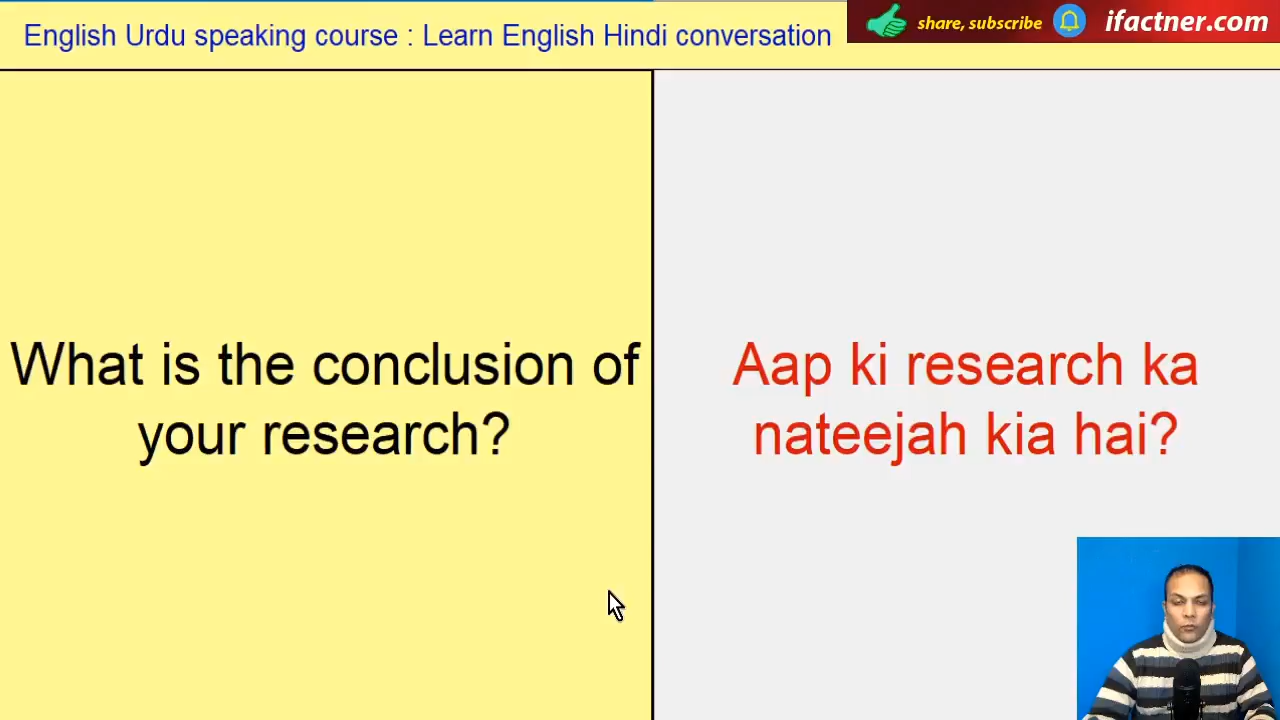 English Urdu speaking course : Learn English Hindi conversation
share, subscribe
ifactner.com
What is the conclusion of
your research?
Aap ki research ka
nateejah kia hai?